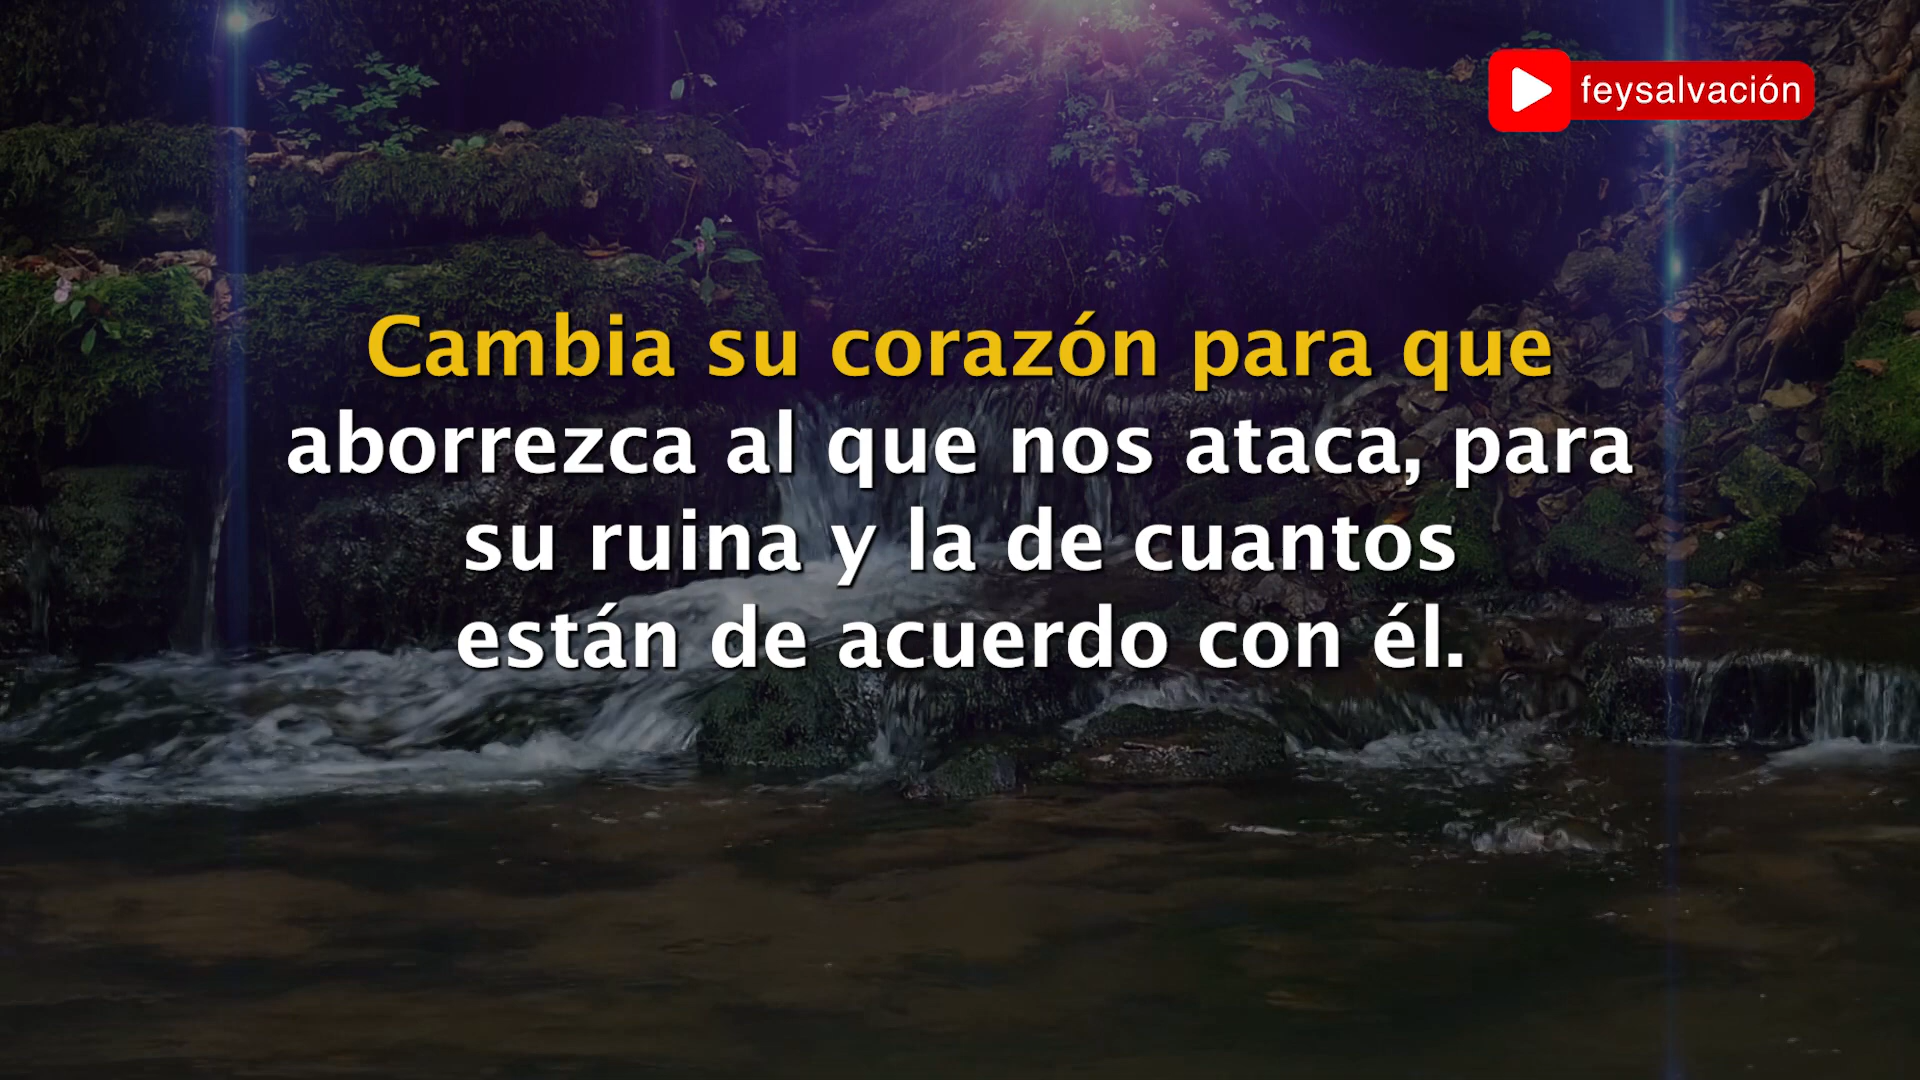 feysalvación
Cambia su corazón para que
aborrezca al que nos ataca, para
su ruina y la de cuantos
están de acuerdo con él.